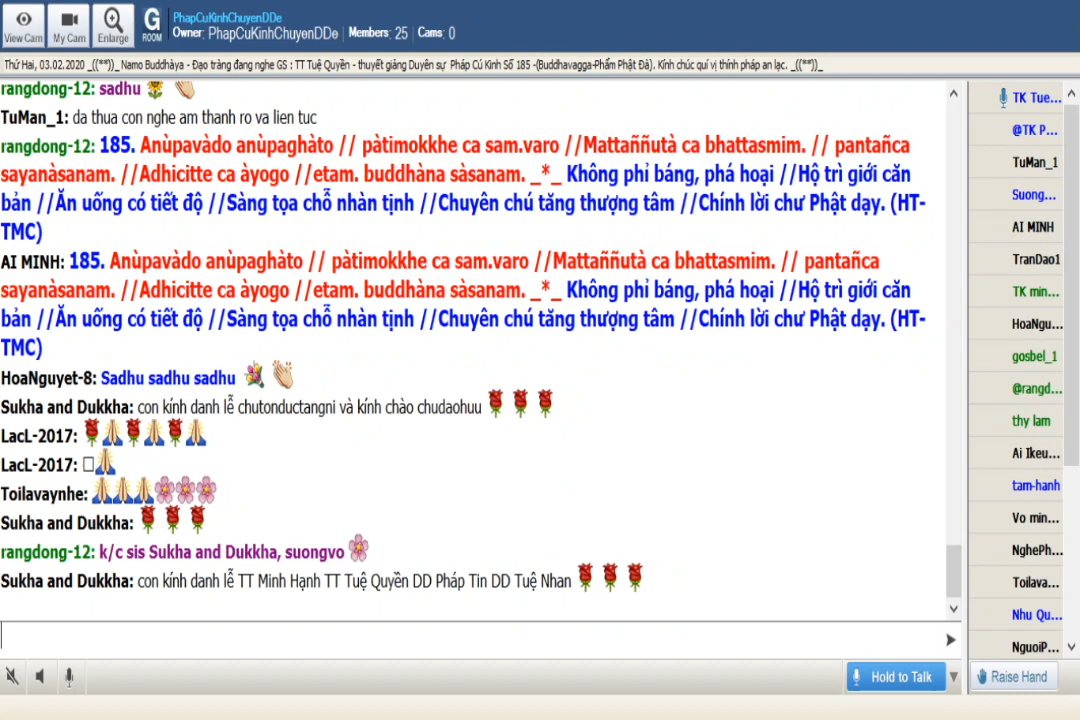 View Cam
My Cam
Enlarge
G
ROOM
PhapCuKinhChuyenDDe
Owner: PhapCuKinhChuyenDDe | Members: 25 | Cams: 0
Thứ Hai, 03.02.2020 _((**))_ Namo Buddhàya - Đạo tràng đang nghe GS : TT Tuệ Quyền - thuyết giảng Duyên sự Pháp Cú Kinh Số 185 -(Buddhavagga-Phẩm Phật Đà). Kính chúc quí vị thính pháp an lạc. _((**))_
rangdong-12: sadhu
TuMan_1: da thua con nghe am thanh ro va lien tuc
rangdong-12: 185. Anùpavàdo anùpaghàto // pàtimokkhe ca sam.varo //Mattaññutà ca bhattasmim. // pantañca
sayanàsanam. //Adhicitte ca àyogo //etam. buddhàna sàsanam. _*_ Không phỉ báng, phá hoại //Hộ trì giới căn
bản //Ăn uống có tiết độ //Sàng tọa chỗ nhàn tịnh //Chuyên chú tăng thượng tâm //Chính lời chư Phật dạy. (HT-
TMC)
AI MINH: 185. Anùpavàdo anùpaghàto // pàtimokkhe ca sam.varo //Mattaññutà ca bhattasmim. // pantañca
sayanàsanam. //Adhicitte ca àyogo //etam. buddhàna sàsanam. _*_ Không phỉ báng, phá hoại //Hộ trì giới căn
bản //Ăn uống có tiết độ //Sàng tọa chỗ nhàn tịnh //Chuyên chú tăng thượng tâm //Chính lời chư Phật dạy. (HT-
TMC)
HoaNguyet-8: Sadhu sadhu sadhu
Sukha and Dukkha: con kính danh lễ chutonductangni và kính chào chudaohuu
LacL-2017:
LacL-2017:
Toilavaynhe:
Sukha and Dukkha:
rangdong-12: k/c sis Sukha and Dukkha, suongvo
Sukha and Dukkha: con kính danh lễ TT Minh Hạnh TT Tuệ Quyền DD Pháp Tin DD Tuệ Nhan
Hold to Talk
TK Tue...
@TK P...
TuMan_1
Suong...
AI MINH
TranDao1
TK min...
HoaNgu...
gosbel_1
@rangd...
thy lam
Ai Ikeu...
tam-hanh
Vo min...
NghePh...
Toilava...
Nhu Qu...
NguoiP...
Raise Hand